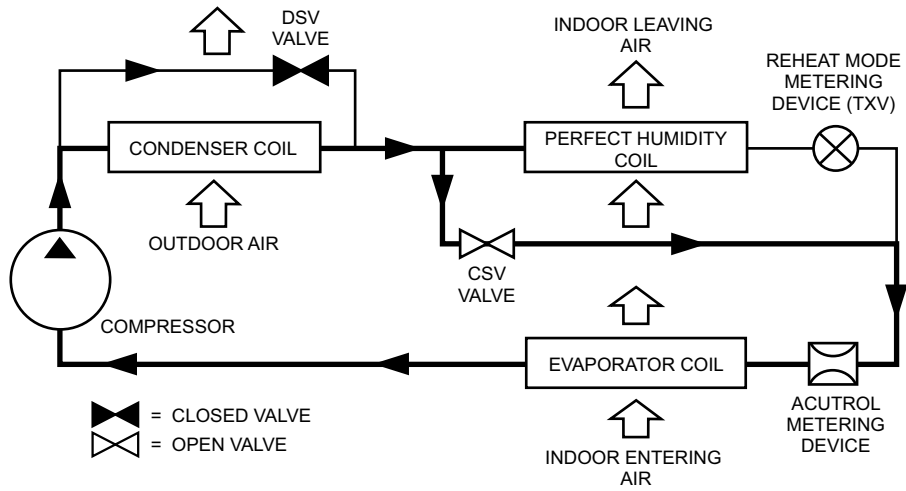 DSV
VALVE
INDOOR LEAVING
AIR
REHEAT MODE
METERING
DEVICE (TXV)
CONDENSER COIL
PERFECT HUMIDITY
COIL
OUTDOOR AIR
CSV
VALVE
COMPRESSOR
EVAPORATOR COIL
ACUTROL
METERING
DEVICE
= CLOSED VALVE
= OPEN VALVE
INDOOR ENTERING
AIR